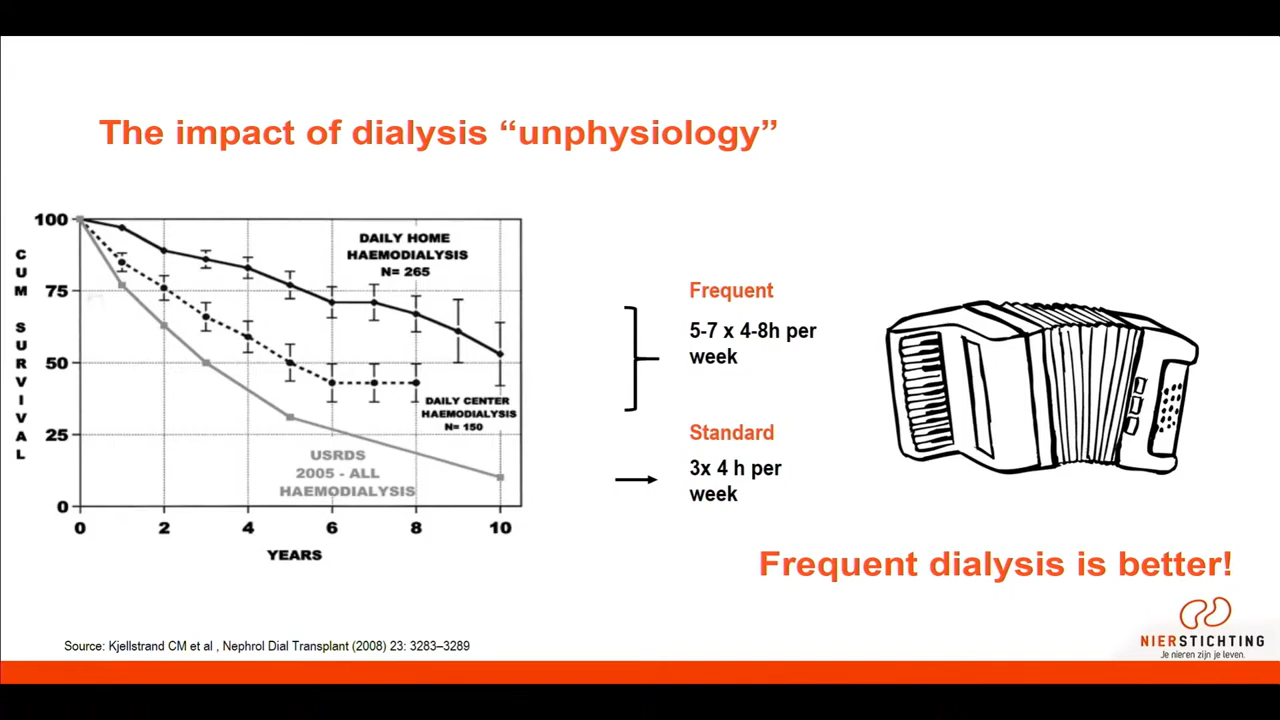 The impact of dialysis “unphysiology”
100
75
50
25
0
CUM SURVIVAL
DAILY HOME
HAEMODIALYSIS
N= 265
DAILY CENTER
HAEMODIALYSIS
N= 150
USRDS
2005 - ALL
HAEMODIALYSIS
0 2 4 6 8 10
YEARS
Frequent
5-7 x 4-8h per
week
Standard
3x 4 h per
week
Frequent dialysis is better!
NIERSTICHTING
Je nieren zijn je leven.
Source: Kjellstrand CM et al , Nephrol Dial Transplant (2008) 23: 3283–3289